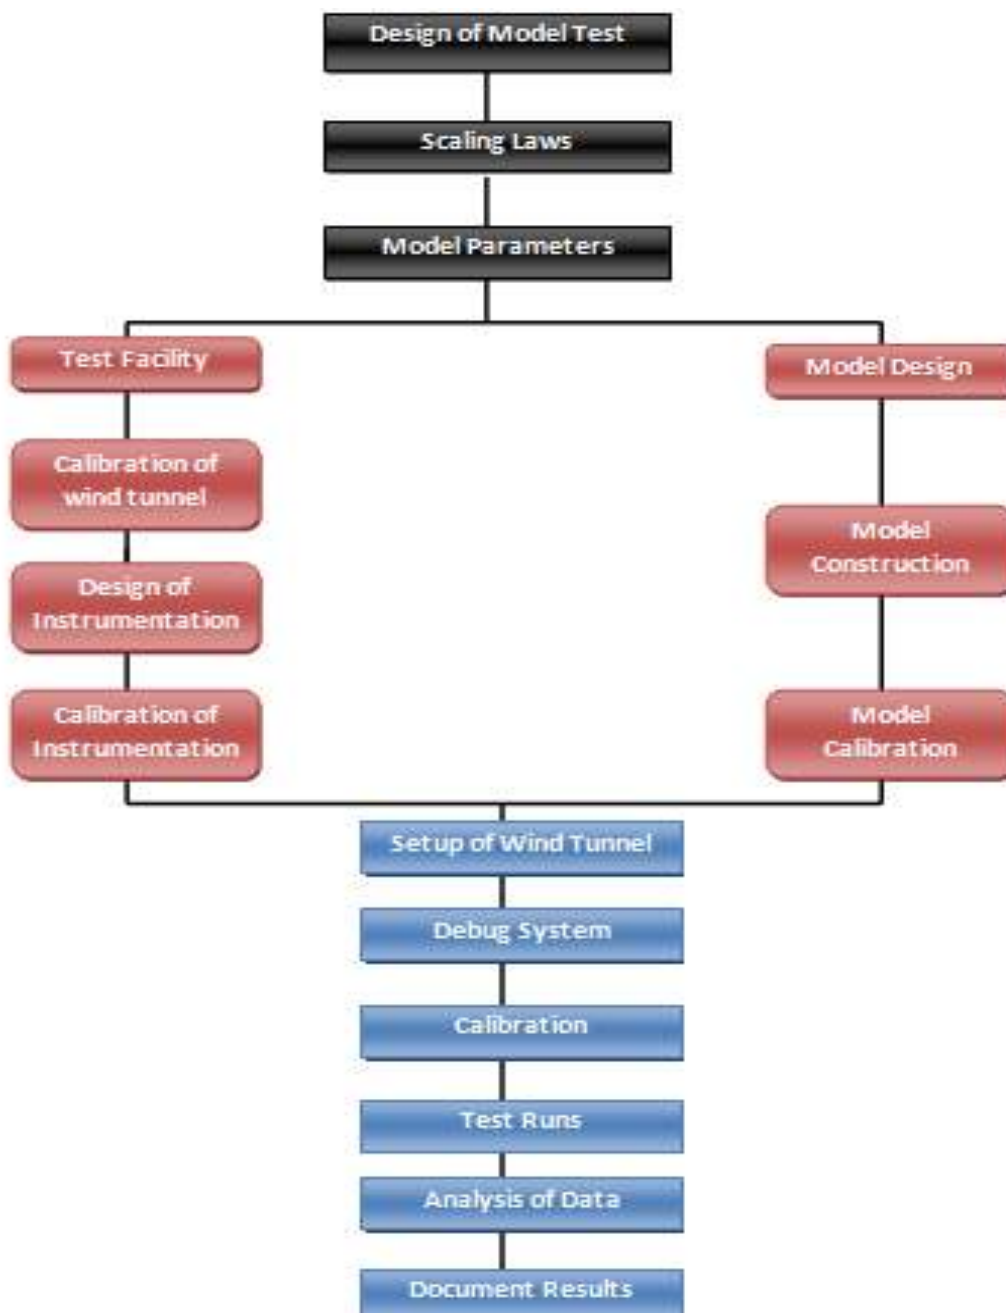 Design of Model Test
Scaling Laws
Model Parameters
Test Facility
Calibration of
wind tunnel
Design of
Instrumentation
Calibration of
Instrumentation
Model Design
Model
Construction
Model
Calibration
Setup of Wind Tunnel
Debug System
Calibration
Test Runs
Analysis of Data
Document Results